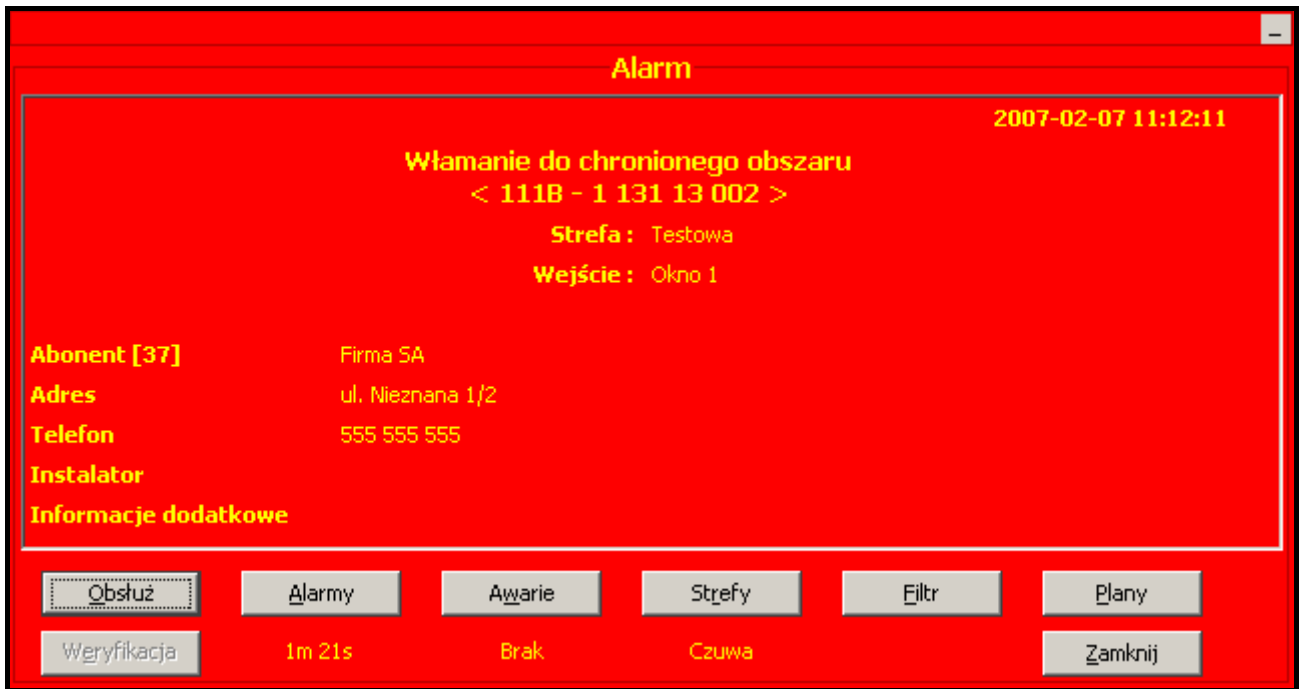 Alarm
2007-02-07 11:12:11
Włamanie do chronionego obszaru
< 111B - 1 131 13 002 >
Strefa : Testowa
Wejście : Okno 1
Abonent [37] Firma SA
Adres ul. Nieznana 1/2
Telefon 555 555 555
Instalator
Informacje dodatkowe
Obsłuż Alarmy Awarie Strefy Filtr Plany
Weryfikacja 1m 21s Brak Czuwa Zamknij